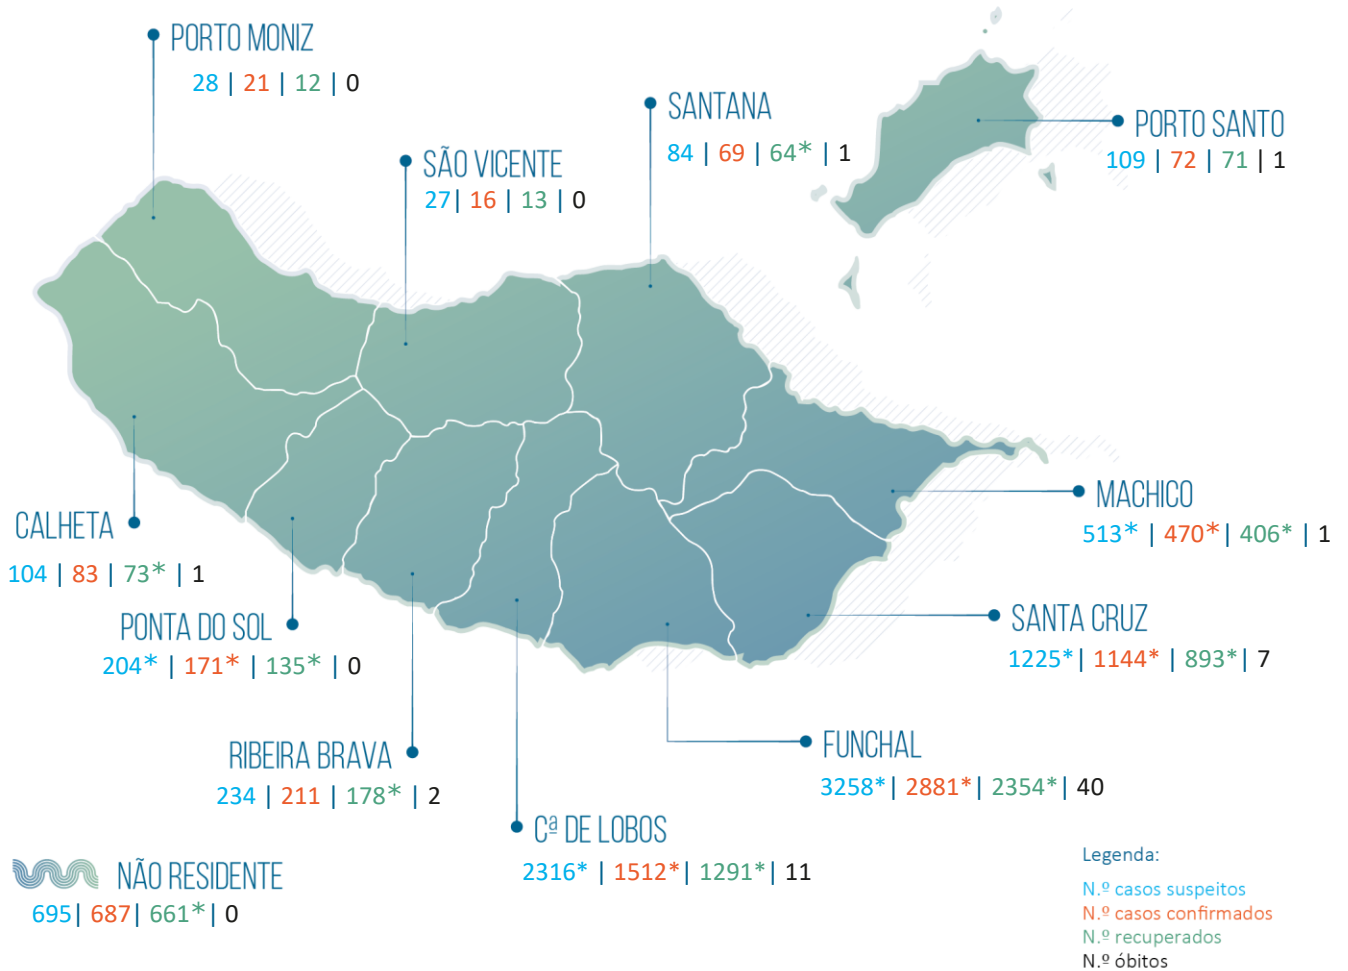 PORTO MONIZ
28 | 21 | 12 | 0
SANTANA
84 | 69 | 64* | 1
PORTO SANTO
109 | 72 | 71 | 1
SÃO VICENTE
27| 16 | 13 | 0
MACHICO
513* | 470* | 406* | 1
CALHETA
104 | 83 | 73* | 1
PONTA DO SOL
204* | 171* | 135* | 0
SANTA CRUZ
1225*| 1144* | 893*| 7
RIBEIRA BRAVA
234 | 211 | 178* | 2
FUNCHAL
3258*| 2881*| 2354*| 40
Cª DE LOBOS
2316* | 1512*| 1291*| 11
NÃO RESIDENTE
695| 687| 661*| 0
Legenda:
N.º casos suspeitos
N.º casos confirmados
N.º recuperados
N.º óbitos